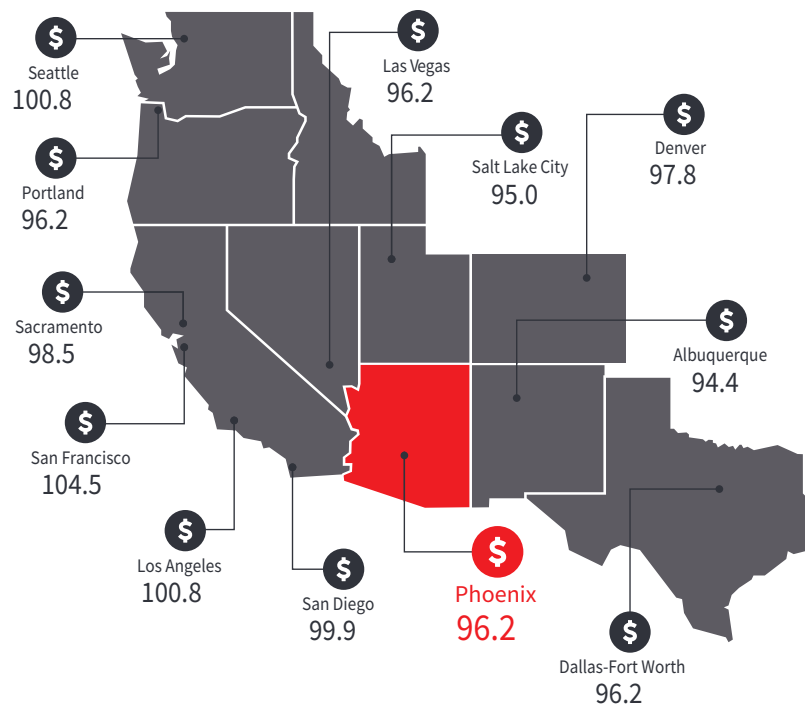 $
Seattle
100.8
$
Las Vegas
96.2
$
Salt Lake City
95.0
$
Denver
97.8
$
Portland
96.2
$
Sacramento
98.5
$
Albuquerque
94.4
$
San Francisco
104.5
$
Los Angeles
100.8
$
San Diego
99.9
$
Phoenix
96.2
$
Dallas-Fort Worth
96.2